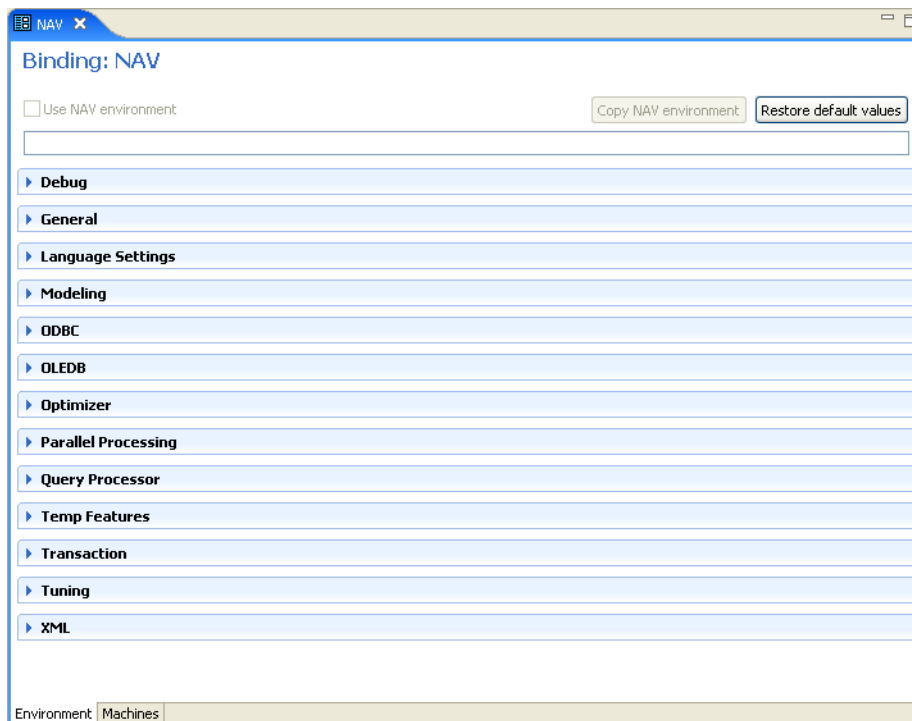 NAV
Binding: NAV
Use NAV environment
Copy NAV environment
Restore default values
Debug
General
Language Settings
Modeling
ODBC
OLEDB
Optimizer
Parallel Processing
Query Processor
Temp Features
Transaction
Tuning
XML
Environment
Machines